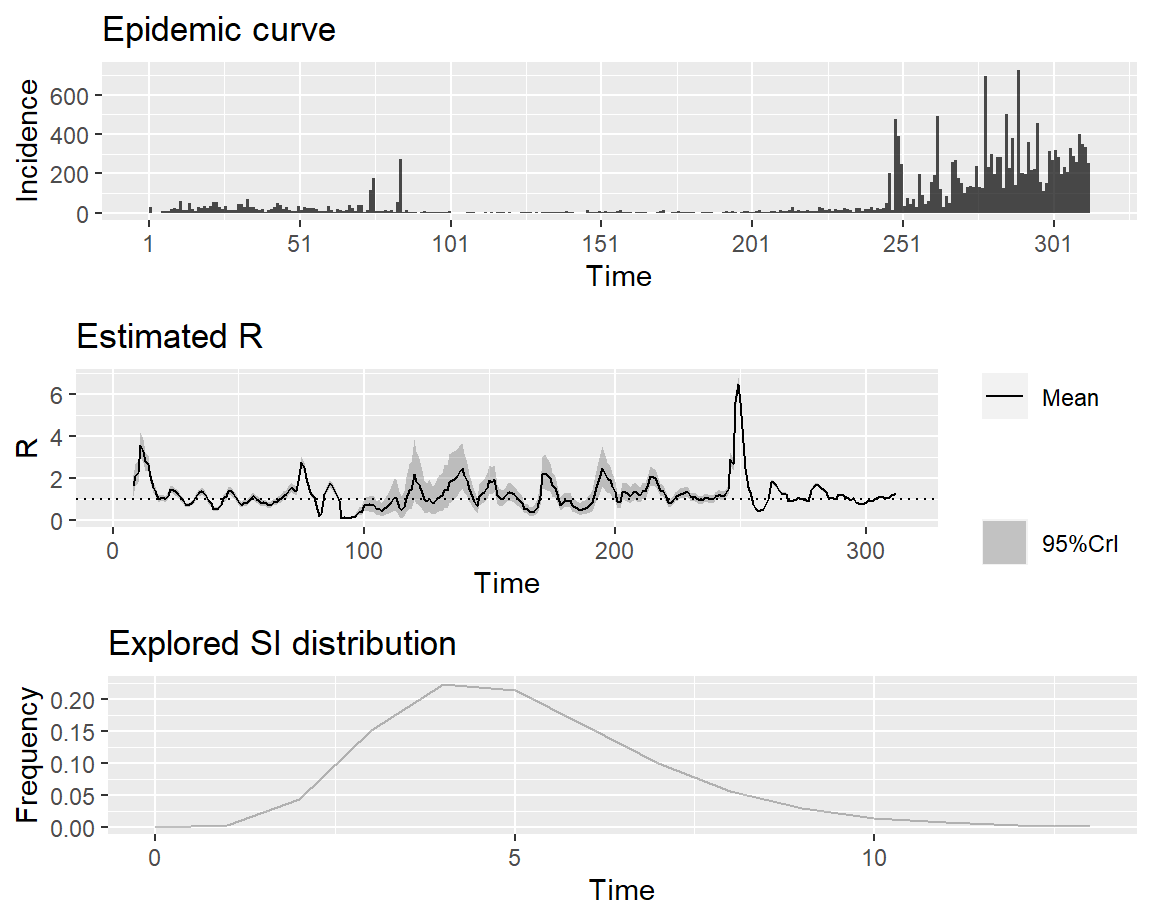 Epidemic curve
Incidence
600
400
200
0
1 51 101 151 201 251 301
Time
Estimated R
R
6
4
2
0
0 100 200 300
Time
Mean
95%CrI
Explored SI distribution
Frequency
0.20
0.15
0.10
0.05
0.00
0 5 10
Time